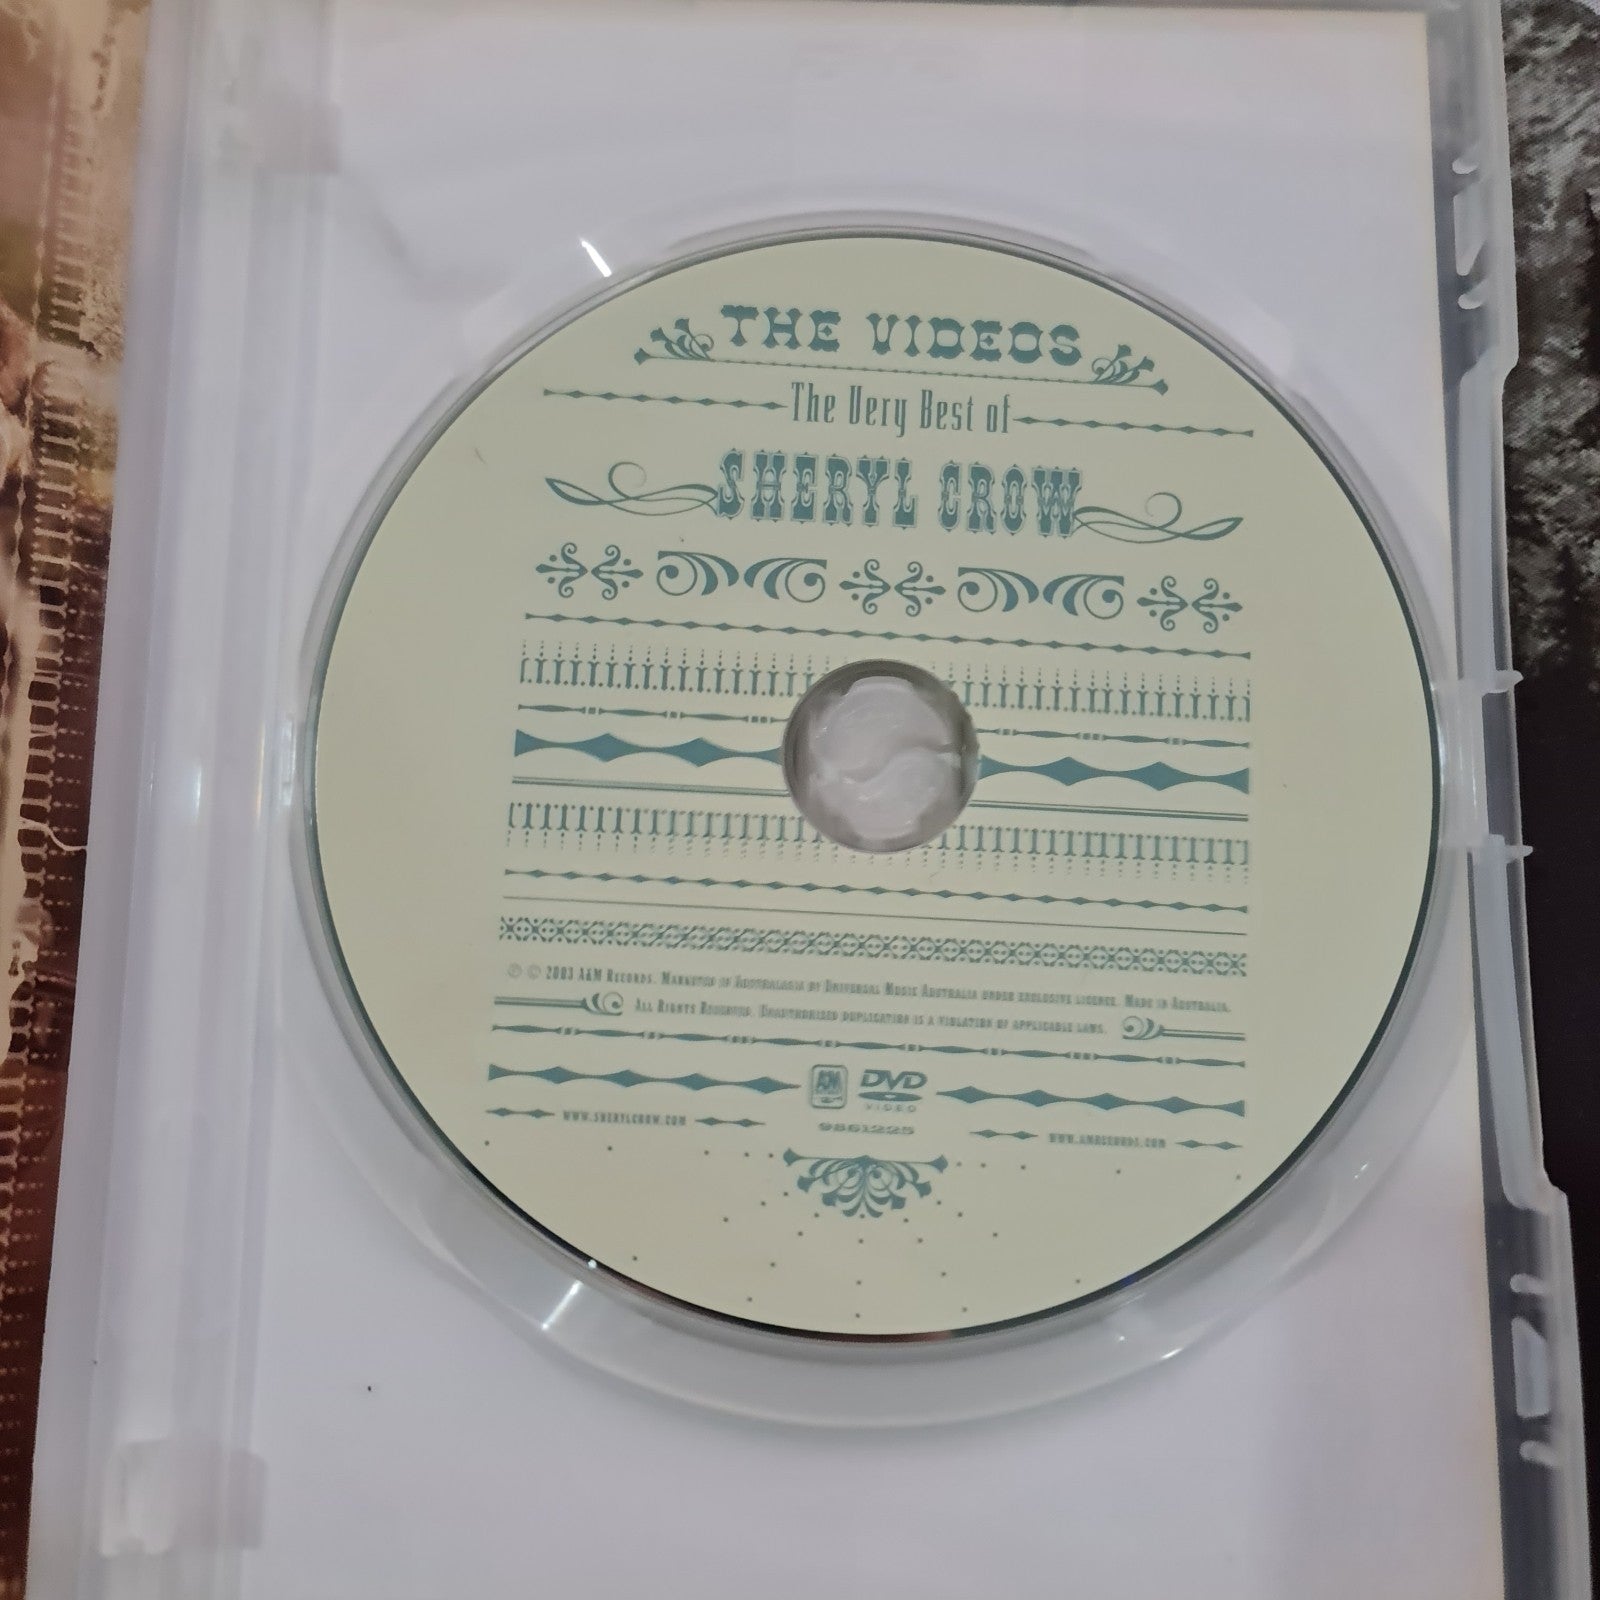 THE VIDEOS
The Very Best of
SHERYL CROW
℗ © 2003 A&M RECORDS. MARKETED IN AUSTRALASIA BY UNIVERSAL MUSIC AUSTRALIA UNDER EXCLUSIVE LICENCE. MADE IN AUSTRALIA.
ALL RIGHTS RESERVED. UNAUTHORISED DUPLICATION IS A VIOLATION OF APPLICABLE LAWS.
A&M DVD
VIDEO
WWW.SHERYLCROW.COM 9861225 WWW.AMRECORDS.COM